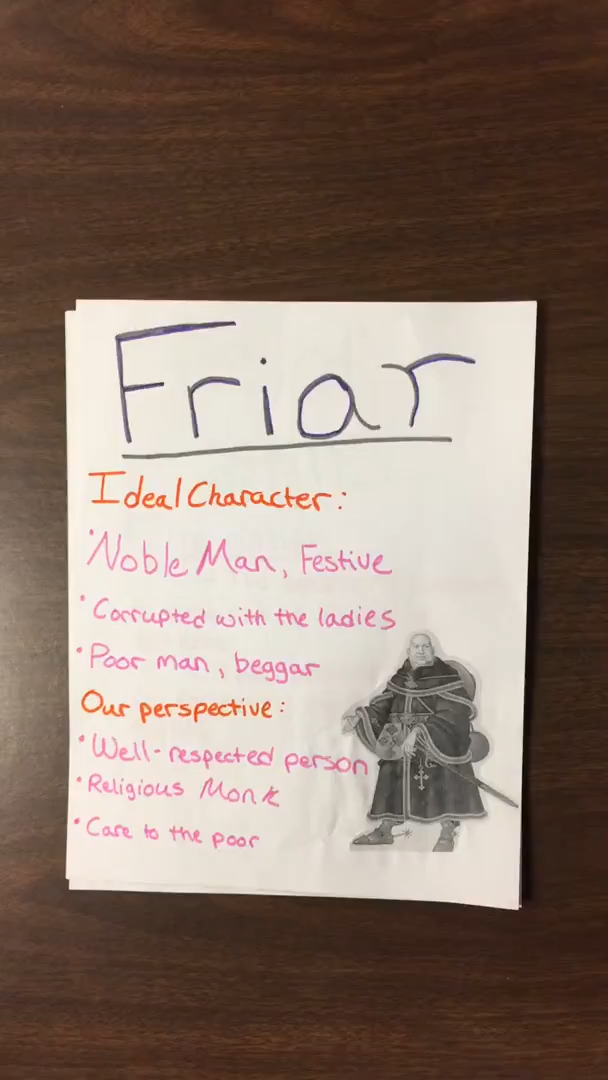 Friar
Ideal Character:
• Noble Man, Festive
• Corrupted with the ladies
• Poor man, beggar
Our perspective:
• Well-respected person
• Religious Monk
• Care to the poor